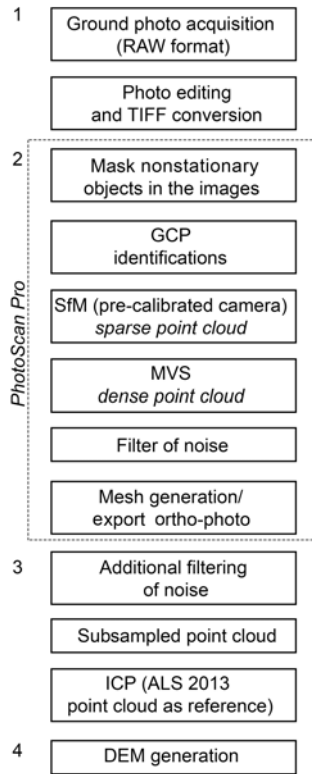 1
Ground photo acquisition
(RAW format)
Photo editing
and TIFF conversion
2
Mask nonstationary
objects in the images
GCP
identifications
SfM (pre-calibrated camera)
sparse point cloud
MVS
dense point cloud
Filter of noise
Mesh generation/
export ortho-photo
PhotoScan Pro
3
Additional filtering
of noise
Subsampled point cloud
ICP (ALS 2013
point cloud as reference)
4
DEM generation